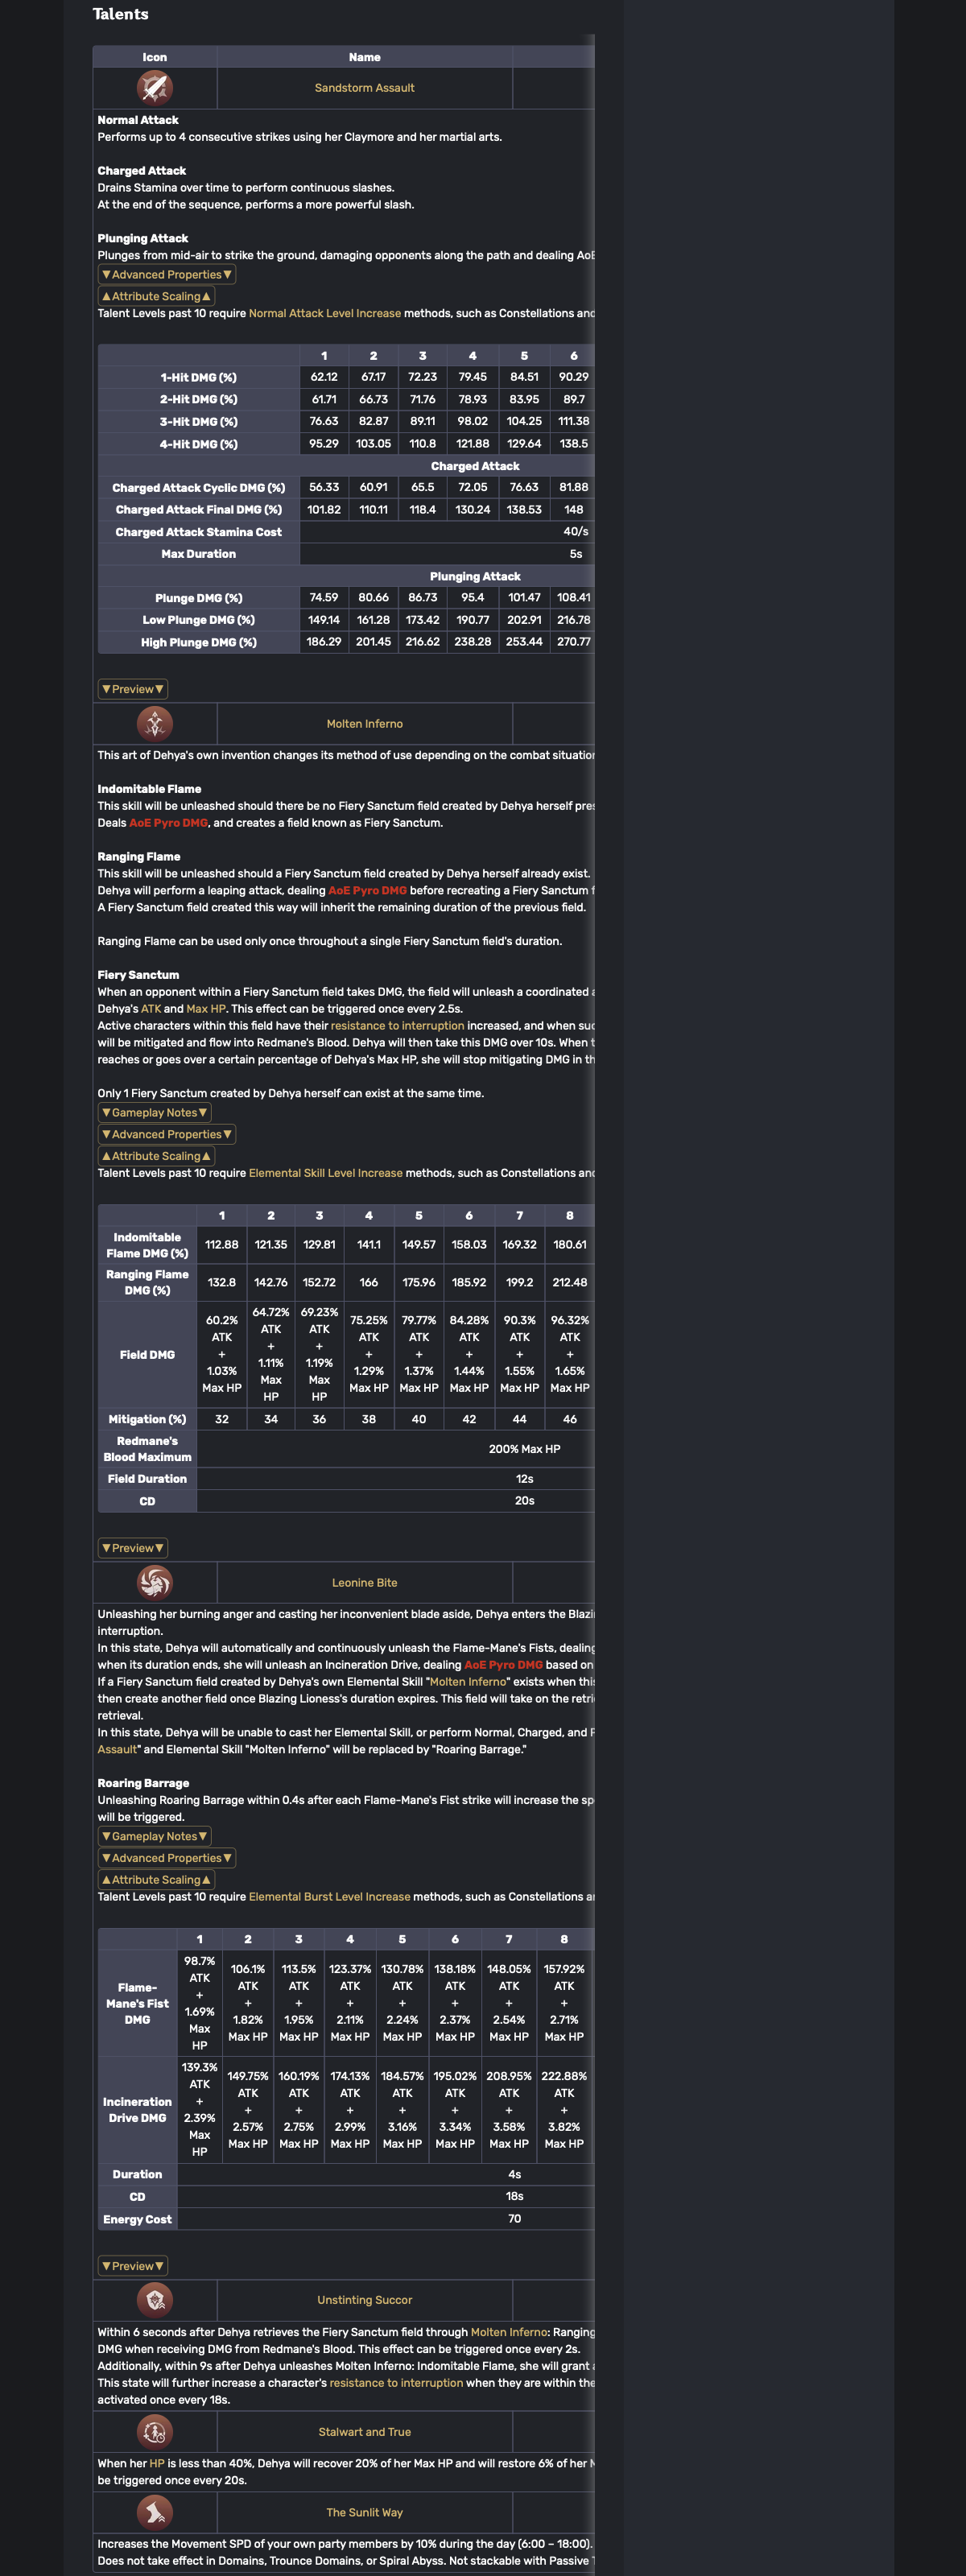 Talents
Icon Name
Sandstorm Assault
Normal Attack
Performs up to 4 consecutive strikes using her Claymore and her martial arts.
Charged Attack
Drains Stamina over time to perform continuous slashes.
At the end of the sequence, performs a more powerful slash.
Plunging Attack
Plunges from mid-air to strike the ground, damaging opponents along the path and dealing AoE
▼Advanced Properties▼
▲Attribute Scaling▲
Talent Levels past 10 require Normal Attack Level Increase methods, such as Constellations and
1 2 3 4 5 6
1-Hit DMG (%) 62.12 67.17 72.23 79.45 84.51 90.29
2-Hit DMG (%) 61.71 66.73 71.76 78.93 83.95 89.7
3-Hit DMG (%) 76.63 82.87 89.11 98.02 104.25 111.38
4-Hit DMG (%) 95.29 103.05 110.8 121.88 129.64 138.5
Charged Attack
Charged Attack Cyclic DMG (%) 56.33 60.91 65.5 72.05 76.63 81.88
Charged Attack Final DMG (%) 101.82 110.11 118.4 130.24 138.53 148
Charged Attack Stamina Cost 40/s
Max Duration 5s
Plunging Attack
Plunge DMG (%) 74.59 80.66 86.73 95.4 101.47 108.41
Low Plunge DMG (%) 149.14 161.28 173.42 190.77 202.91 216.78
High Plunge DMG (%) 186.29 201.45 216.62 238.28 253.44 270.77
▼Preview▼
Molten Inferno
This art of Dehya's own invention changes its method of use depending on the combat situation
Indomitable Flame
This skill will be unleashed should there be no Fiery Sanctum field created by Dehya herself
Deals AoE Pyro DMG, and creates a field known as Fiery Sanctum.
Ranging Flame
This skill will be unleashed should a Fiery Sanctum field created by Dehya herself already exist.
Dehya will perform a leaping attack, dealing AoE Pyro DMG before recreating a Fiery Sanctum
A Fiery Sanctum field created this way will inherit the remaining duration of the previous field.
Ranging Flame can be used only once throughout a single Fiery Sanctum field's duration.
Fiery Sanctum
When an opponent within a Fiery Sanctum field takes DMG, the field will unleash a coordinated
Dehya's ATK and Max HP. This effect can be triggered once every 2.5s.
Active characters within this field have their resistance to interruption increased, and when
will be mitigated and flow into Redmane's Blood. Dehya will then take this DMG over 10s. When
reaches or goes over a certain percentage of Dehya's Max HP, she will stop mitigating DMG in
Only 1 Fiery Sanctum created by Dehya herself can exist at the same time.
▼Gameplay Notes▼
▼Advanced Properties▼
▲Attribute Scaling▲
Talent Levels past 10 require Elemental Skill Level Increase methods, such as Constellations and
1 2 3 4 5 6 7 8
Indomitable Flame DMG (%) 112.88 121.35 129.81 141.1 149.57 158.03 169.32 180.61
Ranging Flame DMG (%) 132.8 142.76 152.72 166 175.96 185.92 199.2 212.48
Field DMG 60.2% ATK + 1.03% Max HP 64.72% ATK + 1.11% Max HP 69.23% ATK + 1.19% Max HP 75.25% ATK + 1.29% Max HP 79.77% ATK + 1.37% Max HP 84.28% ATK + 1.44% Max HP 90.3% ATK + 1.55% Max HP 96.32% ATK + 1.65% Max HP
Mitigation (%) 32 34 36 38 40 42 44 46
Redmane's Blood Maximum 200% Max HP
Field Duration 12s
CD 20s
▼Preview▼
Leonine Bite
Unleashing her burning anger and casting her inconvenient blade aside, Dehya enters the
interruption.
In this state, Dehya will automatically and continuously unleash the Flame-Mane's Fists, dealing
when its duration ends, she will unleash an Incineration Drive, dealing AoE Pyro DMG based on
If a Fiery Sanctum field created by Dehya's own Elemental Skill "Molten Inferno" exists when this
then create another field once Blazing Lioness's duration expires. This field will take on the
retrieval.
In this state, Dehya will be unable to cast her Elemental Skill, or perform Normal, Charged, and
Assault" and Elemental Skill "Molten Inferno" will be replaced by "Roaring Barrage."
Roaring Barrage
Unleashing Roaring Barrage within 0.4s after each Flame-Mane's Fist strike will increase the
will be triggered.
▼Gameplay Notes▼
▼Advanced Properties▼
▲Attribute Scaling▲
Talent Levels past 10 require Elemental Burst Level Increase methods, such as Constellations
1 2 3 4 5 6 7 8
Flame-Mane's Fist DMG 98.7% ATK + 1.69% Max HP 106.1% ATK + 1.82% Max HP 113.5% ATK + 1.95% Max HP 123.37% ATK + 2.11% Max HP 130.78% ATK + 2.24% Max HP 138.18% ATK + 2.37% Max HP 148.05% ATK + 2.54% Max HP 157.92% ATK + 2.71% Max HP
Incineration Drive DMG 139.3% ATK + 2.39% Max HP 149.75% ATK + 2.57% Max HP 160.19% ATK + 2.75% Max HP 174.13% ATK + 2.99% Max HP 184.57% ATK + 3.16% Max HP 195.02% ATK + 3.34% Max HP 208.95% ATK + 3.58% Max HP 222.88% ATK + 3.82% Max HP
Duration 4s
CD 18s
Energy Cost 70
▼Preview▼
Unstinting Succor
Within 6 seconds after Dehya retrieves the Fiery Sanctum field through Molten Inferno: Ranging
DMG when receiving DMG from Redmane's Blood. This effect can be triggered once every 2s.
Additionally, within 9s after Dehya unleashes Molten Inferno: Indomitable Flame, she will grant
This state will further increase a character's resistance to interruption when they are within the
activated once every 18s.
Stalwart and True
When her HP is less than 40%, Dehya will recover 20% of her Max HP and will restore 6% of her
be triggered once every 20s.
The Sunlit Way
Increases the Movement SPD of your own party members by 10% during the day (6:00 – 18:00).
Does not take effect in Domains, Trounce Domains, or Spiral Abyss. Not stackable with Passive